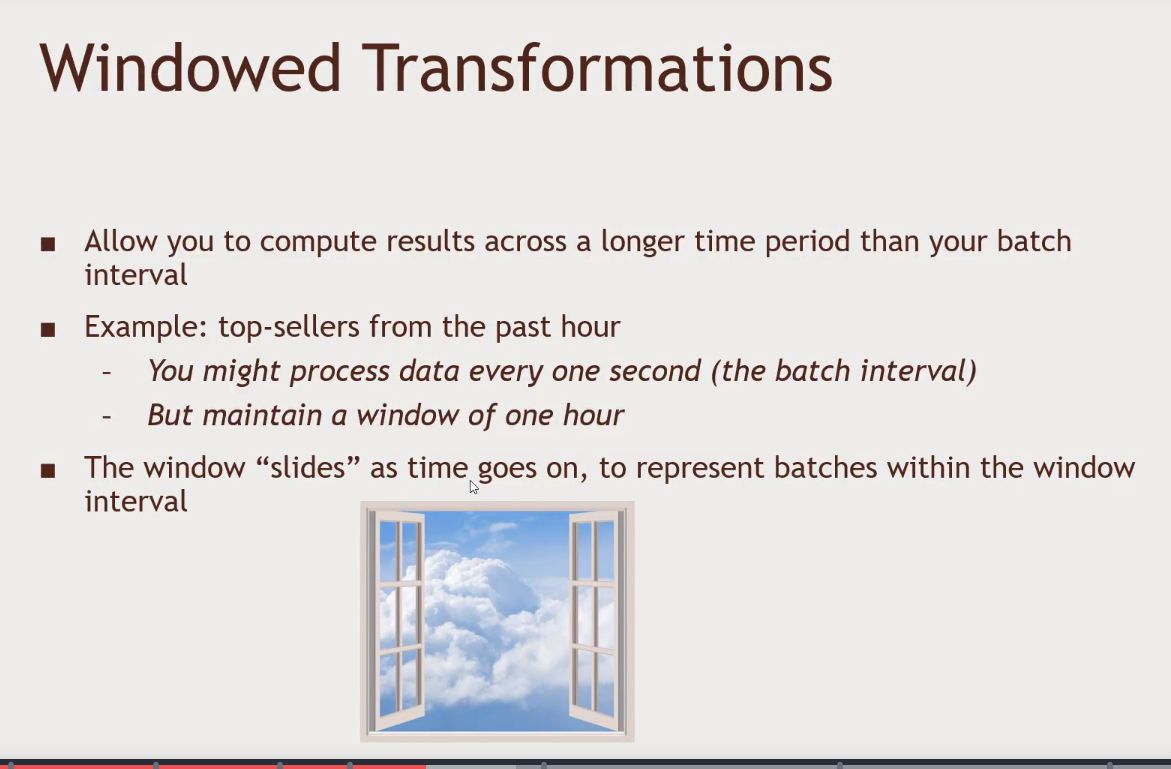 Windowed Transformations
■ Allow you to compute results across a longer time period than your batch
interval
■ Example: top-sellers from the past hour
– You might process data every one second (the batch interval)
– But maintain a window of one hour
■ The window “slides” as time goes on, to represent batches within the window
interval